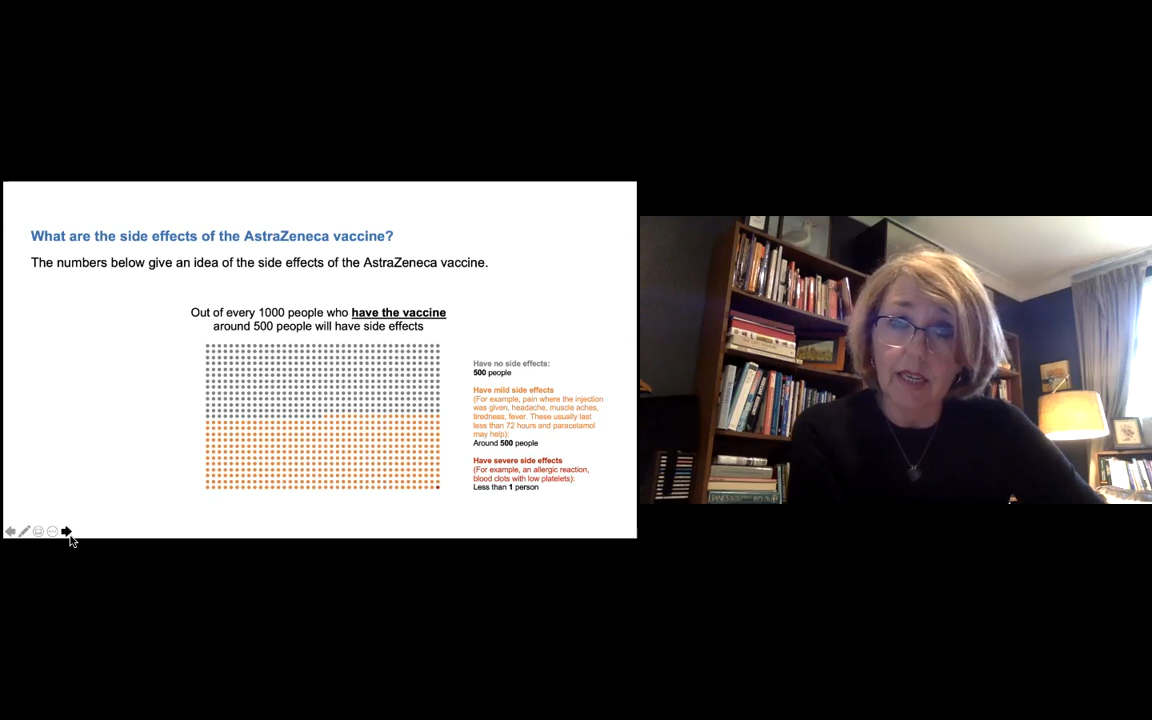 What are the side effects of the AstraZeneca vaccine?
The numbers below give an idea of the side effects of the AstraZeneca vaccine.
Out of every 1000 people who have the vaccine
around 500 people will have side effects
Have no side effects:
500 people
Have mild side effects
(For example, pain where the injection
was given, headache, muscle aches,
tiredness, fever. These usually last
less than 72 hours and paracetamol
may help):
Around 500 people
Have severe side effects
(For example, an allergic reaction,
blood clots with low platelets):
Less than 1 person